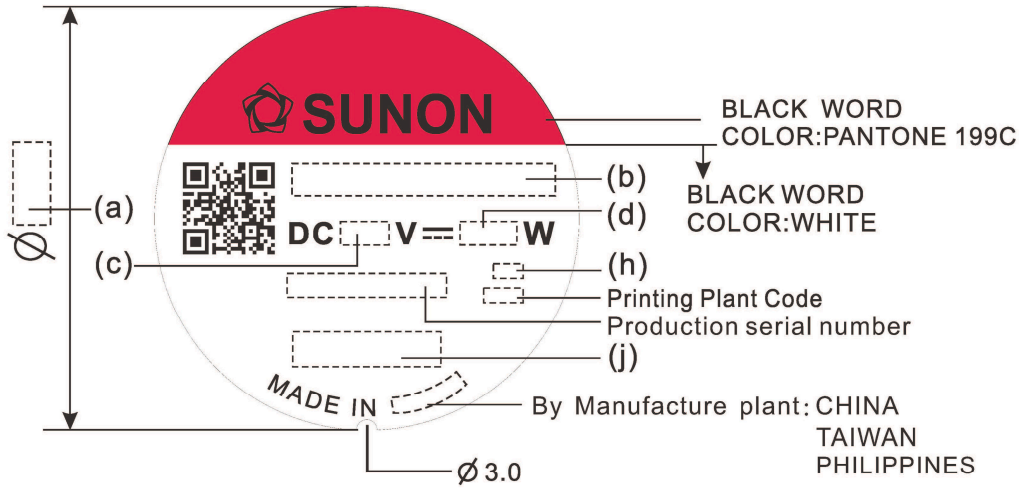 SUNON
BLACK WORD
COLOR:PANTONE 199C
(b)
BLACK WORD
COLOR:WHITE
(a)
(d)
DC V W
(c)
(h)
Printing Plant Code
Production serial number
(j)
MADE IN
By Manufacture plant: CHINA
TAIWAN
PHILIPPINES
Ø
Ø 3.0